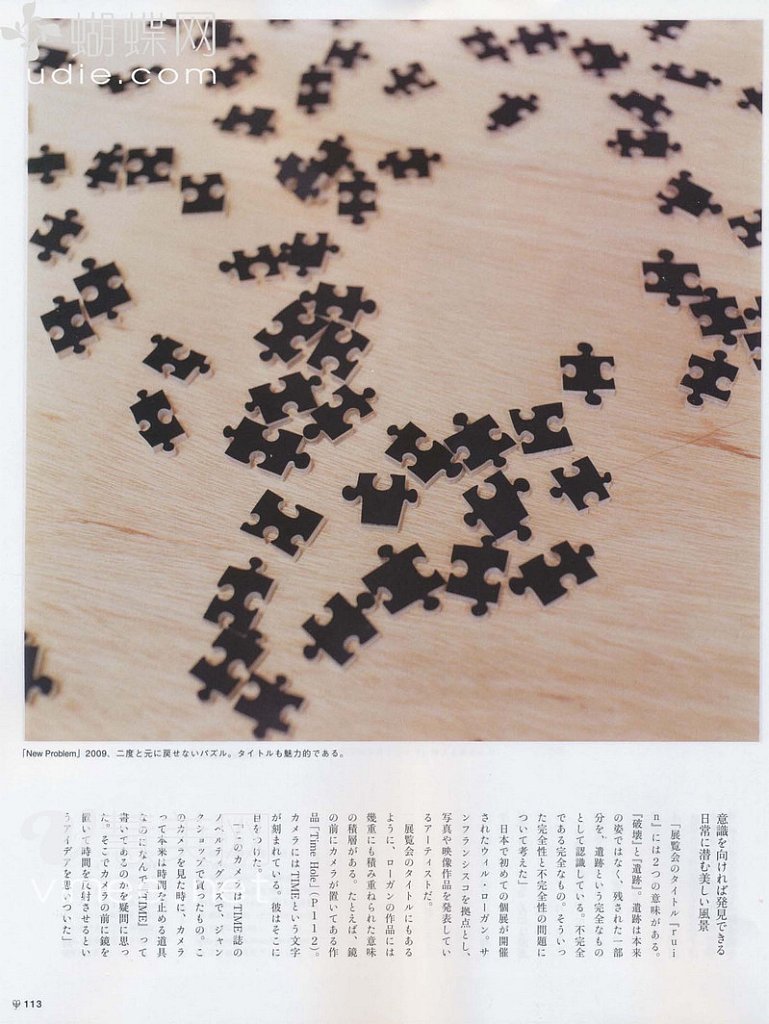 蝴蝶网
udie.com
「New Problem」2009、二度と元に戻せないパズル。タイトルも魅力的である。
意識を向ければ発見できる
日常に潜む美しい風景
「展覧会のタイトル『rui
n』には2つの意味がある。
『破壊』と『遺跡』。遺跡は本来
の姿ではなく、残された一部
分を、遺跡という完全なもの
として認識している。不完全
である完全なもの。そういっ
た完全性と不完全性の問題に
ついて考えた」
日本で初めての個展が開催
されたウィル・ローガン。サ
ンフランシスコを拠点とし、
写真や映像作品を発表してい
るアーティストだ。
展覧会のタイトルにもある
ように、ローガンの作品には
幾重にも積み重ねられた意味
の積層がある。たとえば、鏡
の前にカメラが置いてある作
品『Time Hole』(P112)。
カメラにはTIMEという文字
が刻まれている。彼はそこに
目をつけた。
「このカメラはTIME誌の
ノベルティグッズで、ジャン
クショップで買ったもの。こ
のカメラを見た時に、カメラ
って本来は時間を止める道具
なのになんで『TIME』って
書いてあるのかを疑問に思っ
た。そこでカメラの前に鏡を
置いて時間を反射させるとい
うアイデアを思いついた」
113